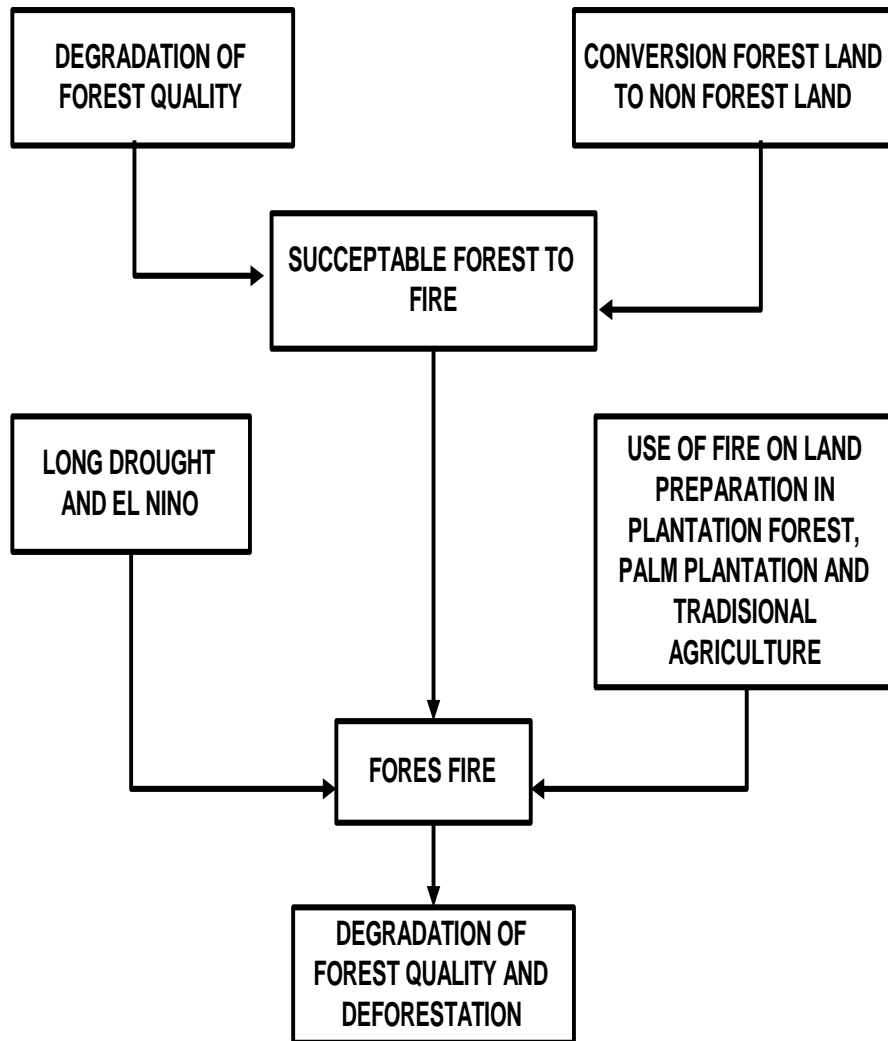 DEGRADATION OF
FOREST QUALITY
CONVERSION FOREST LAND
TO NON FOREST LAND
SUCCEPTABLE FOREST TO
FIRE
LONG DROUGHT
AND EL NINO
USE OF FIRE ON LAND
PREPARATION IN
PLANTATION FOREST,
PALM PLANTATION AND
TRADISIONAL
AGRICULTURE
FORES FIRE
DEGRADATION OF
FOREST QUALITY AND
DEFORESTATION